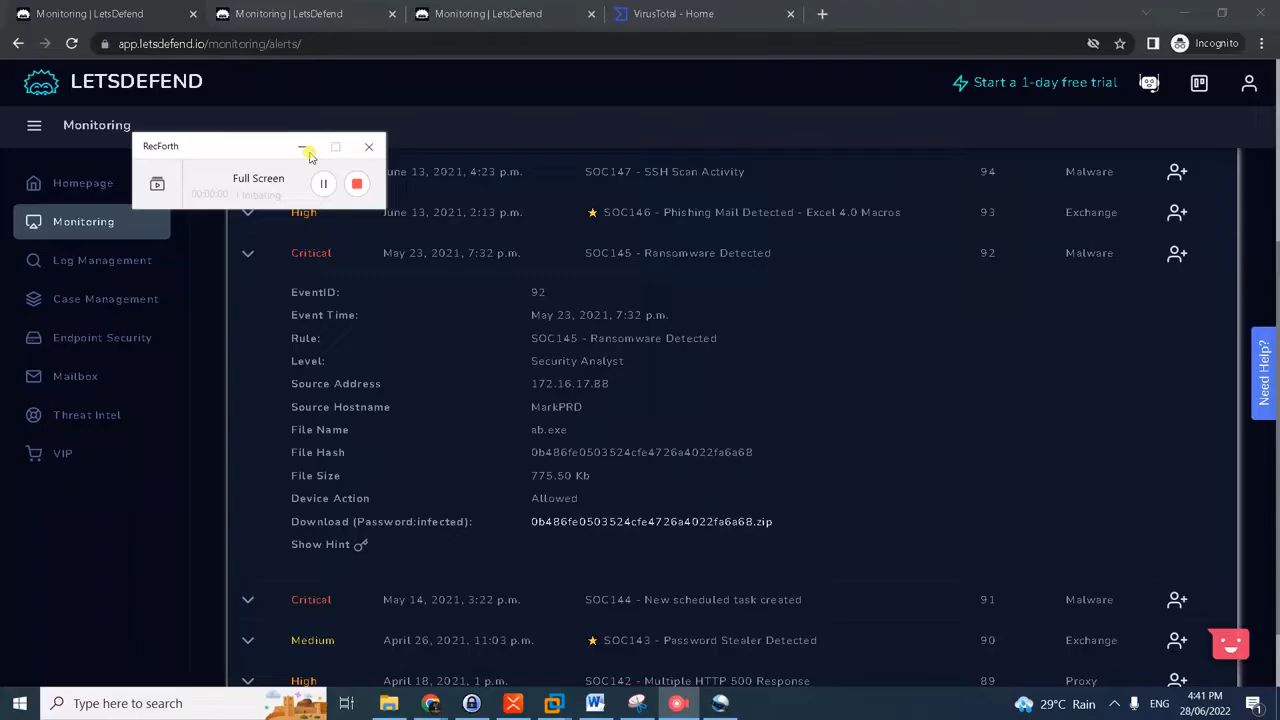 Monitoring | LetsDefend
Monitoring | LetsDefend
Monitoring | LetsDefend
VirusTotal - Home
app.letsdefend.io/monitoring/alerts/
Incognito
LETSDEFEND
Start a 1-day free trial
Monitoring
RecForth
Full Screen
00:00:00 | Initialing
Homepage
Monitoring
Log Management
Case Management
Endpoint Security
Mailbox
Threat Intel
VIP
June 13, 2021, 4:23 p.m. SOC147 - SSH Scan Activity 94 Malware
High June 13, 2021, 2:13 p.m. SOC146 - Phishing Mail Detected - Excel 4.0 Macros 93 Exchange
Critical May 23, 2021, 7:32 p.m. SOC145 - Ransomware Detected 92 Malware
EventID: 92
Event Time: May 23, 2021, 7:32 p.m.
Rule: SOC145 - Ransomware Detected
Level: Security Analyst
Source Address 172.16.17.88
Source Hostname MarkPRD
File Name ab.exe
File Hash 0b486fe0503524cfe4726a4022fa6a68
File Size 775.50 Kb
Device Action Allowed
Download (Password:infected): 0b486fe0503524cfe4726a4022fa6a68.zip
Show Hint
Critical May 14, 2021, 3:22 p.m. SOC144 - New scheduled task created 91 Malware
Medium April 26, 2021, 11:03 p.m. SOC143 - Password Stealer Detected 90 Exchange
High April 18, 2021, 1 p.m. SOC142 - Multiple HTTP 500 Response 89 Proxy
Need Help?
Type here to search
29°C Rain
ENG
4:41 PM
28/06/2022